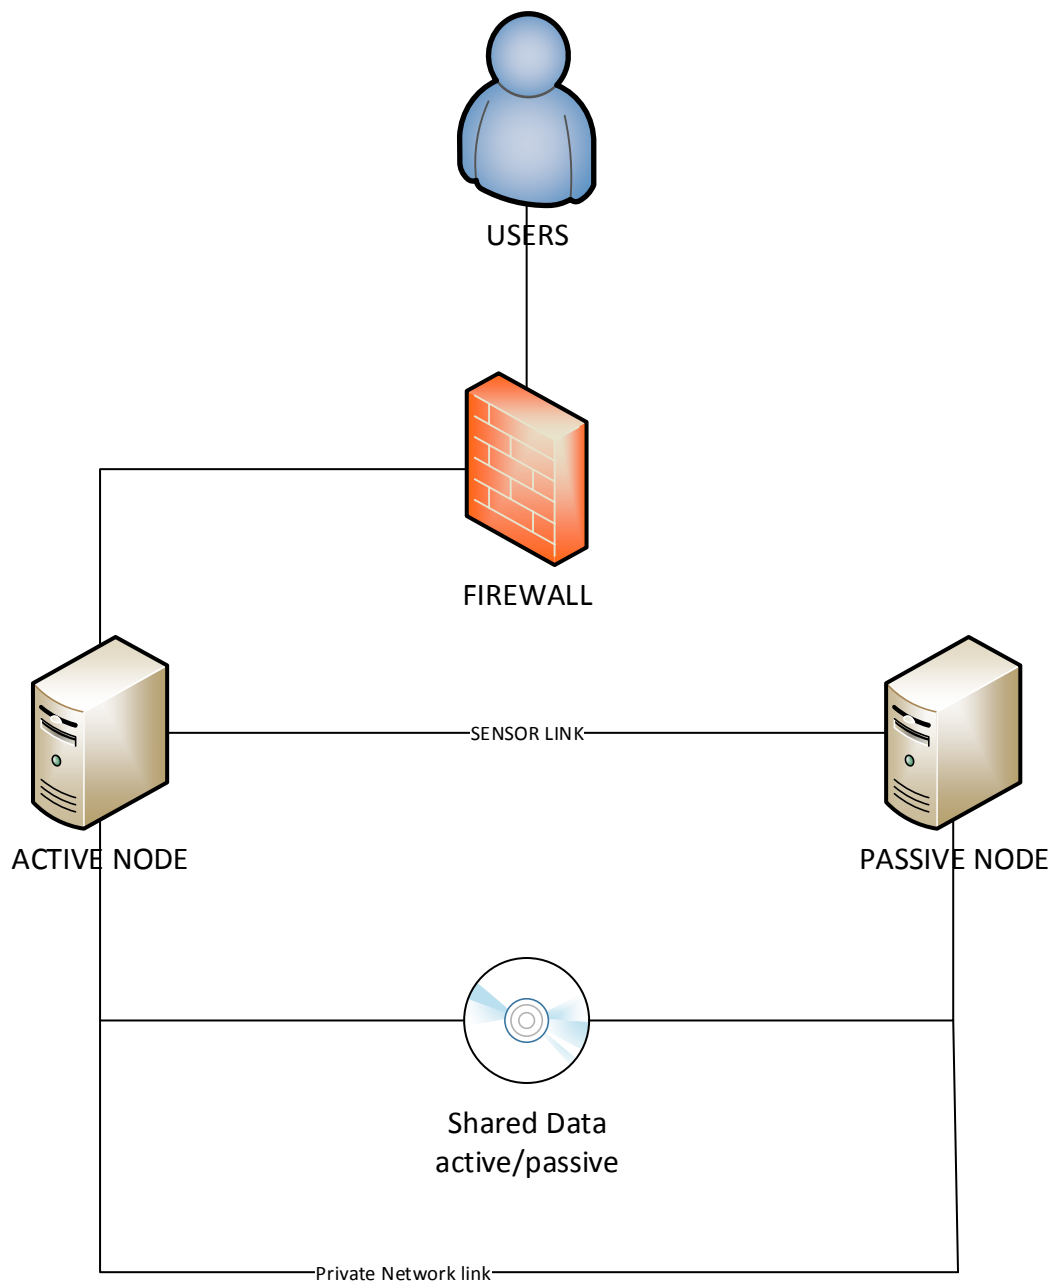 USERS
FIREWALL
SENSOR LINK
ACTIVE NODE
PASSIVE NODE
Shared Data
active/passive
Private Network link